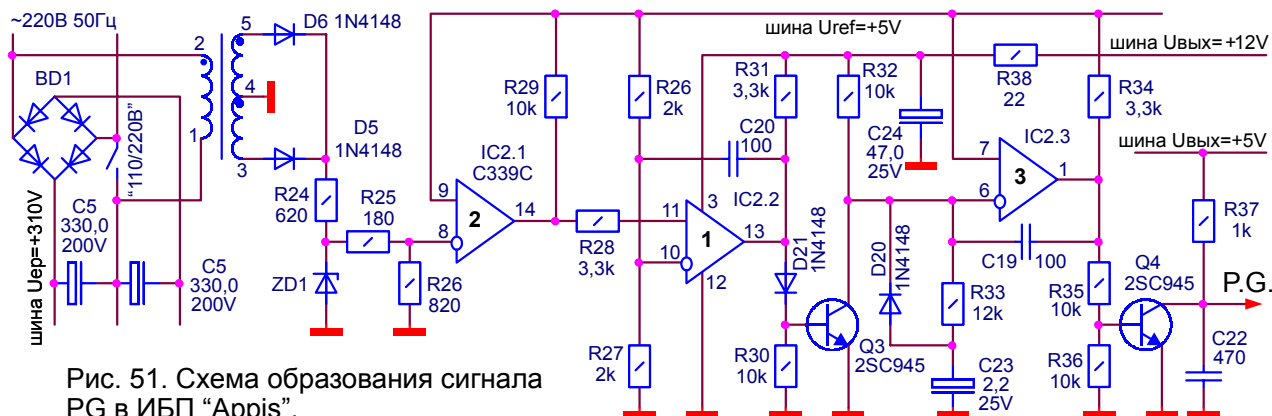 ~220В 50Гц
D6 1N4148
шина Uref=+5V
шина Uвых=+12V
BD1
2
5
4
1
3
"110/220В"
R29
10k
R26
2k
R31
3,3k
R32
10k
R38
22
R34
3,3k
C20
100
C24
47,0
25V
D5
1N4148
IC2.1
C339C
9
2
14
8
R24
620
R25
180
R26
820
ZD1
R28
3,3k
IC2.2
11
3
1
10
13
12
D21
1N4148
D20
1N4148
IC2.3
7
3
1
6
C19
100
шина Uвых=+5V
R37
1k
P.G.
C5
330,0
200V
C5
330,0
200V
шина Uep=+310V
R27
2k
R30
10k
Q3
2SC945
R33
12k
C23
2,2
25V
R35
10k
R36
10k
Q4
2SC945
C22
470
Рис. 51. Схема образования сигнала
PG в ИБП “Appis”.